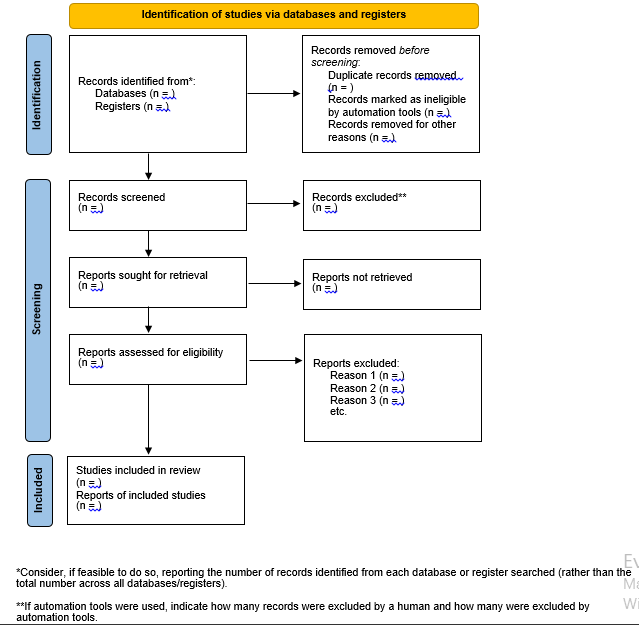 Identification of studies via databases and registers
Identification
Records identified from*:
Databases (n = )
Registers (n = )
Records removed before
screening:
Duplicate records removed
(n = )
Records marked as ineligible
by automation tools (n = )
Records removed for other
reasons (n = )
Screening
Records screened
(n = )
Records excluded**
(n = )
Reports sought for retrieval
(n = )
Reports not retrieved
(n = )
Reports assessed for eligibility
(n = )
Reports excluded:
Reason 1 (n = )
Reason 2 (n = )
Reason 3 (n = )
etc.
Included
Studies included in review
(n = )
Reports of included studies
(n = )
*Consider, if feasible to do so, reporting the number of records identified from each database or register searched (rather than the
total number across all databases/registers).
**If automation tools were used, indicate how many records were excluded by a human and how many were excluded by
automation tools.